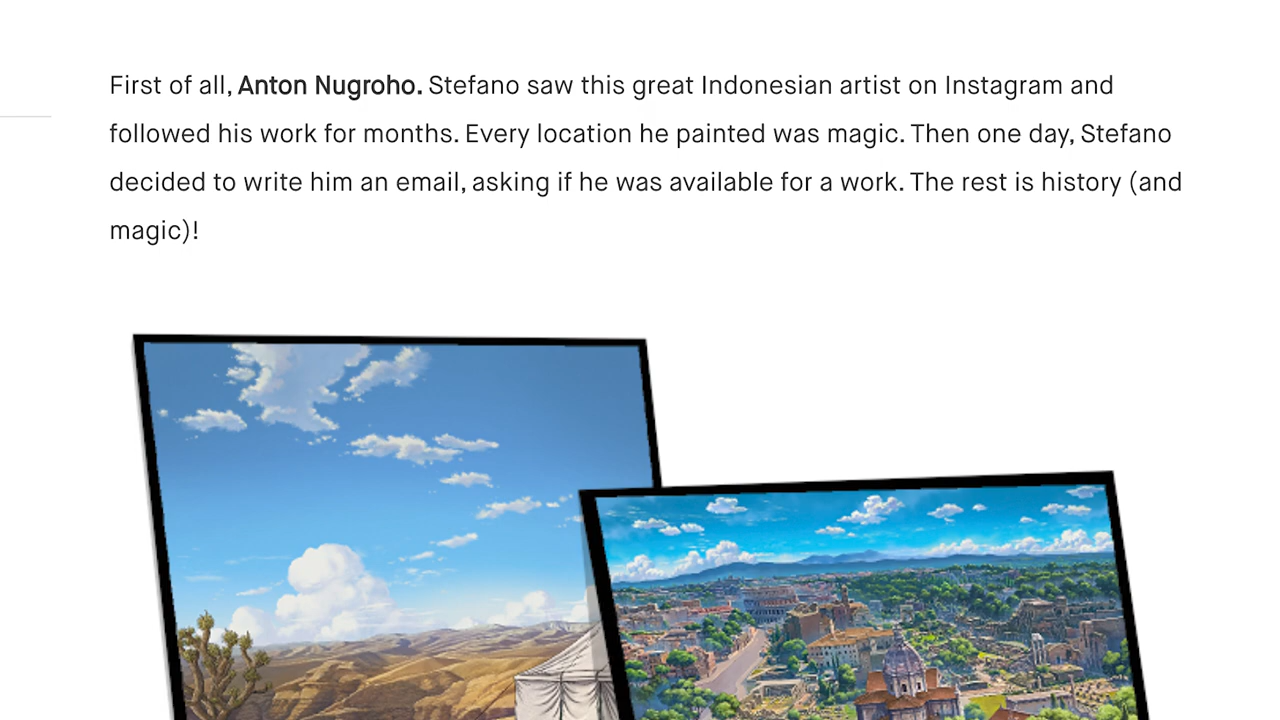 First of all, Anton Nugroho. Stefano saw this great Indonesian artist on Instagram and
followed his work for months. Every location he painted was magic. Then one day, Stefano
decided to write him an email, asking if he was available for a work. The rest is history (and
magic)!